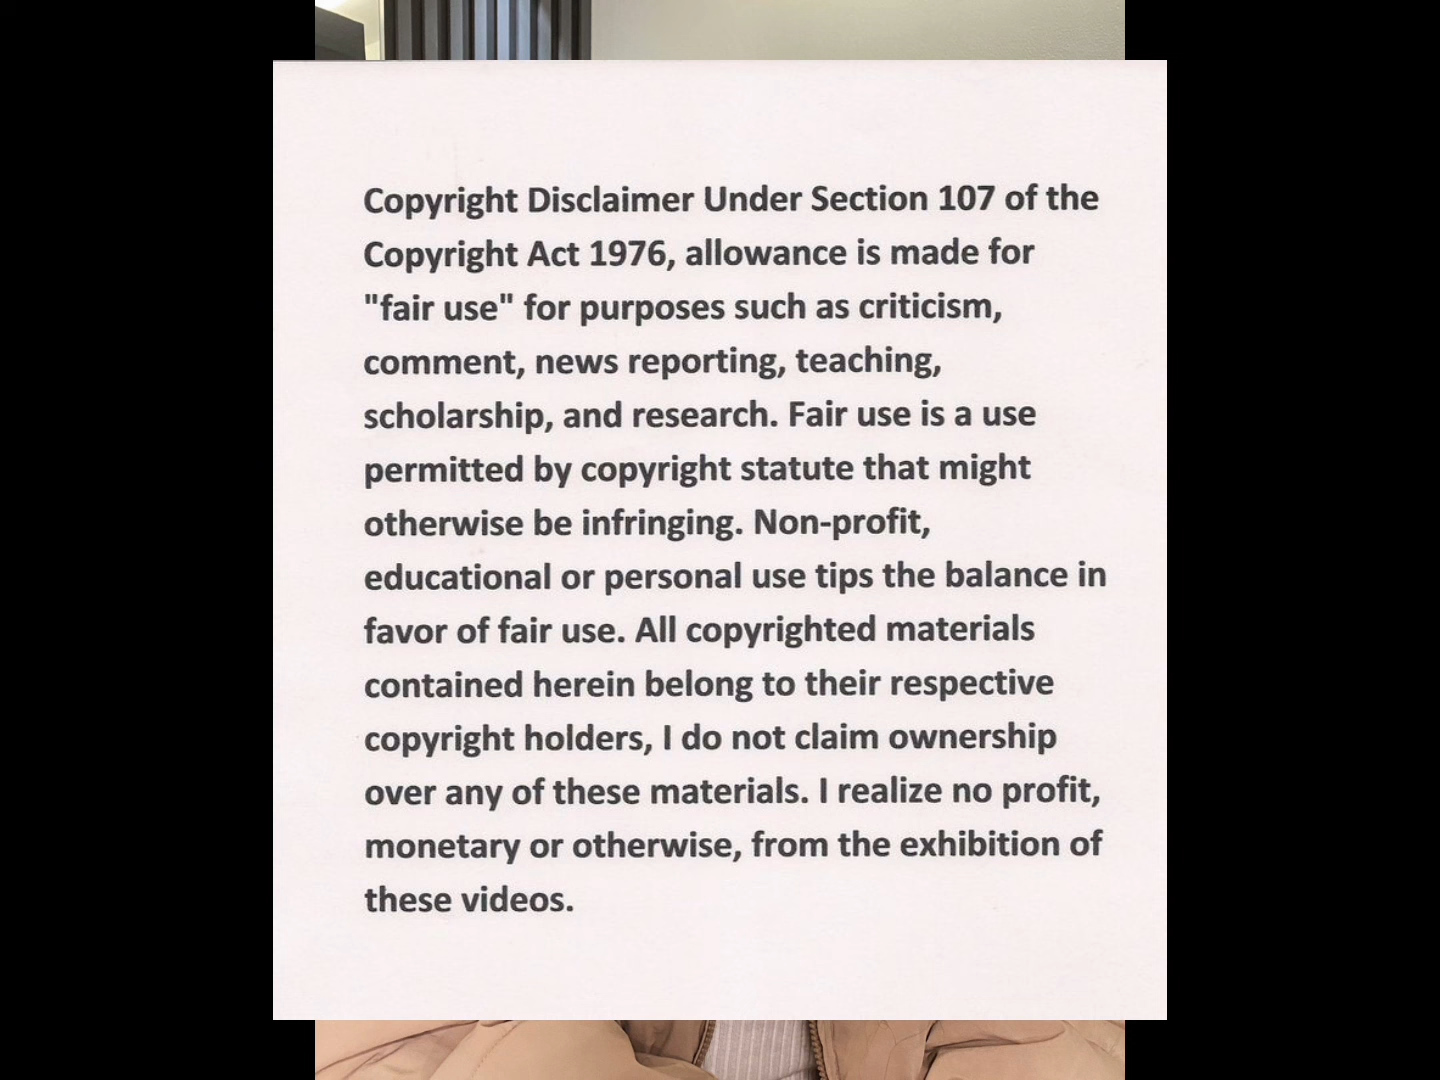 Copyright Disclaimer Under Section 107 of the
Copyright Act 1976, allowance is made for
"fair use" for purposes such as criticism,
comment, news reporting, teaching,
scholarship, and research. Fair use is a use
permitted by copyright statute that might
otherwise be infringing. Non-profit,
educational or personal use tips the balance in
favor of fair use. All copyrighted materials
contained herein belong to their respective
copyright holders, I do not claim ownership
over any of these materials. I realize no profit,
monetary or otherwise, from the exhibition of
these videos.